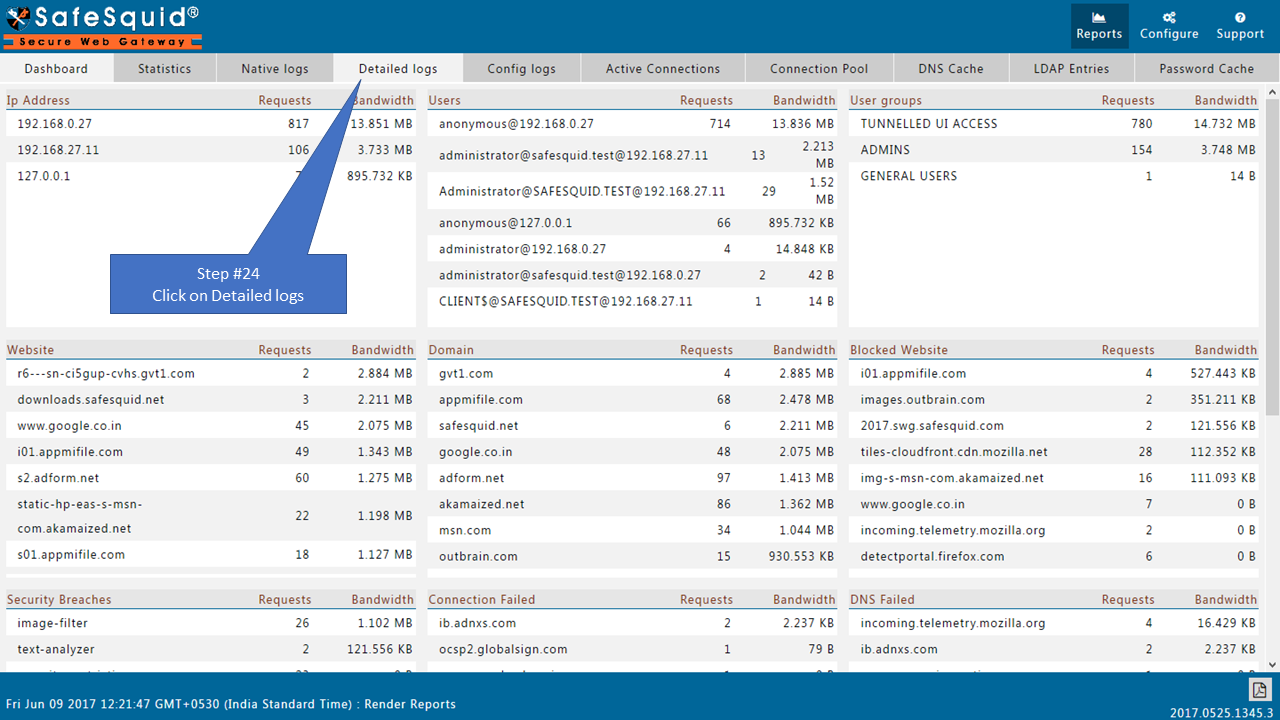 SafeSquid®
Secure Web Gateway
Reports Configure Support
Dashboard Statistics Native logs Detailed logs Config logs Active Connections Connection Pool DNS Cache LDAP Entries Password Cache
Ip Address Requests Bandwidth
192.168.0.27 817 13.851 MB
192.168.27.11 106 3.733 MB
127.0.0.1 895.732 KB
Users Requests Bandwidth
anonymous@192.168.0.27 714 13.836 MB
administrator@safesquid.test@192.168.27.11 13 2.213 MB
Administrator@SAFESQUID.TEST@192.168.27.11 29 1.52 MB
anonymous@127.0.0.1 66 895.732 KB
administrator@192.168.0.27 4 14.848 KB
administrator@safesquid.test@192.168.0.27 2 42 B
CLIENT$@SAFESQUID.TEST@192.168.27.11 1 14 B
User groups Requests Bandwidth
TUNNELLED UI ACCESS 780 14.732 MB
ADMINS 154 3.748 MB
GENERAL USERS 1 14 B
Step #24
Click on Detailed logs
Website Requests Bandwidth
r6---sn-ci5gup-cvhs.gvt1.com 2 2.884 MB
downloads.safesquid.net 3 2.211 MB
www.google.co.in 45 2.075 MB
i01.appmifile.com 49 1.343 MB
s2.adform.net 60 1.275 MB
static-hp-eas-s-msn-
com.akamaized.net 22 1.198 MB
s01.appmifile.com 18 1.127 MB
Domain Requests Bandwidth
gvt1.com 4 2.885 MB
appmifile.com 68 2.478 MB
safesquid.net 6 2.211 MB
google.co.in 48 2.075 MB
adform.net 97 1.413 MB
akamaized.net 86 1.362 MB
msn.com 34 1.044 MB
outbrain.com 15 930.553 KB
Blocked Website Requests Bandwidth
i01.appmifile.com 4 527.443 KB
images.outbrain.com 2 351.211 KB
2017.swg.safesquid.com 2 121.556 KB
tiles-cloudfront.cdn.mozilla.net 28 112.352 KB
img-s-msn-com.akamaized.net 16 111.093 KB
www.google.co.in 7 0 B
incoming.telemetry.mozilla.org 2 0 B
detectportal.firefox.com 6 0 B
Security Breaches Requests Bandwidth
image-filter 26 1.102 MB
text-analyzer 2 121.556 KB
Connection Failed Requests Bandwidth
ib.adnxs.com 2 2.237 KB
ocsp2.globalsign.com 1 79 B
DNS Failed Requests Bandwidth
incoming.telemetry.mozilla.org 4 16.429 KB
ib.adnxs.com 2 2.237 KB
Fri Jun 09 2017 12:21:47 GMT+0530 (India Standard Time) : Render Reports
2017.0525.1345.3